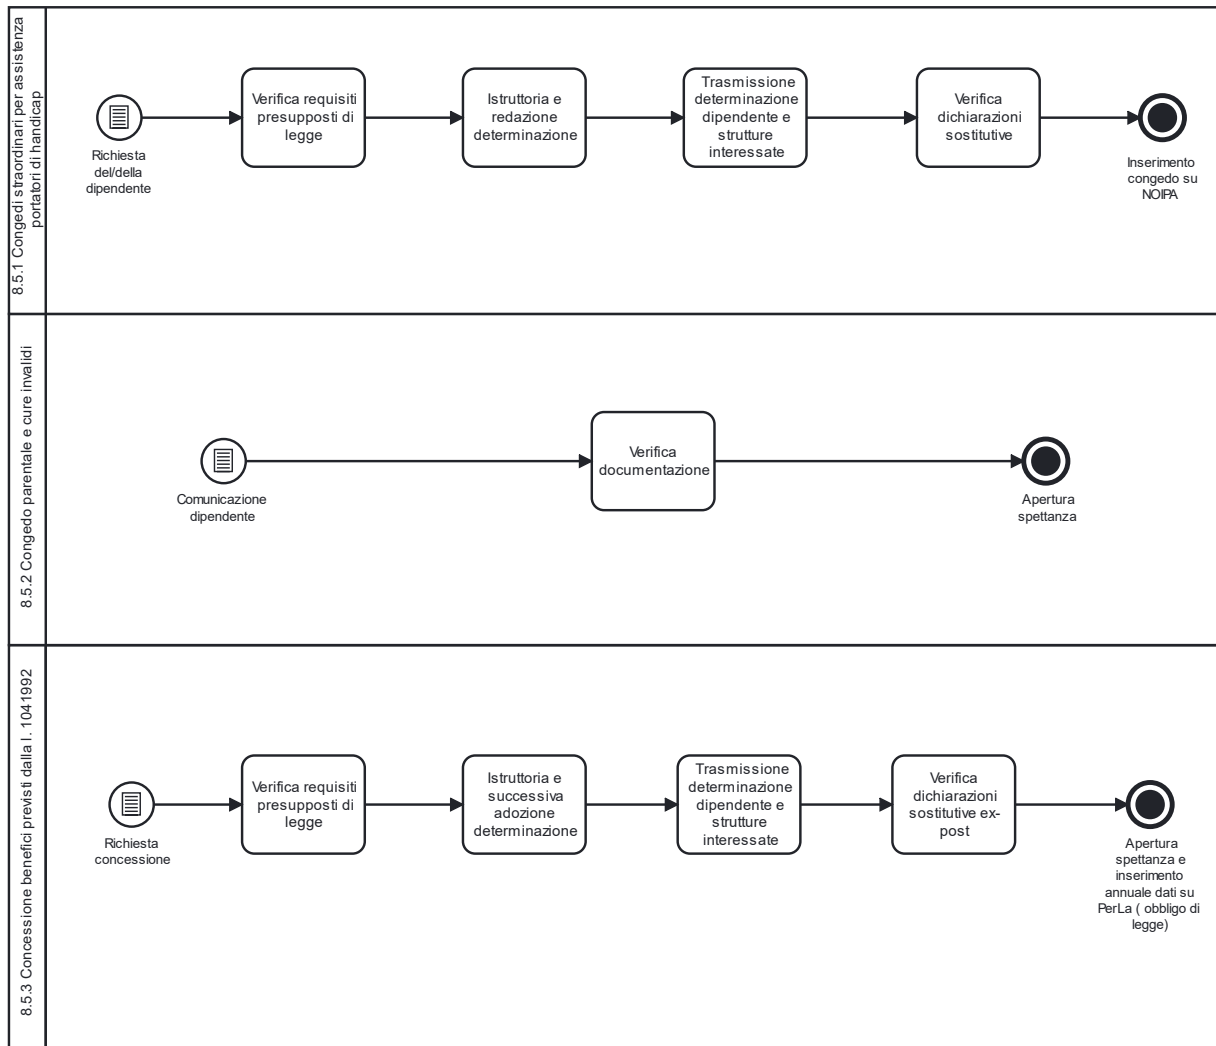 8.5.1 Congedi straordinari per assistenza
portatori di handicap
Richiesta
del/della
dipendente
Verifica requisiti
presupposti di
legge
Istruttoria e
redazione
determinazione
Trasmissione
determinazione
dipendente e
strutture
interessate
Verifica
dichiarazioni
sostitutive
Inserimento
congedo su
NOIPA
8.5.2 Congedo parentale e cure invalidi
Comunicazione
dipendente
Verifica
documentazione
Apertura
spettanza
8.5.3 Concessione benefici previsti dalla l. 1041992
Richiesta
concessione
Verifica requisiti
presupposti di
legge
Istruttoria e
successiva
adozione
determinazione
Trasmissione
determinazione
dipendente e
strutture
interessate
Verifica
dichiarazioni
sostitutive ex-
post
Apertura
spettanza e
inserimento
annuale dati su
PerLa ( obbligo di
legge)